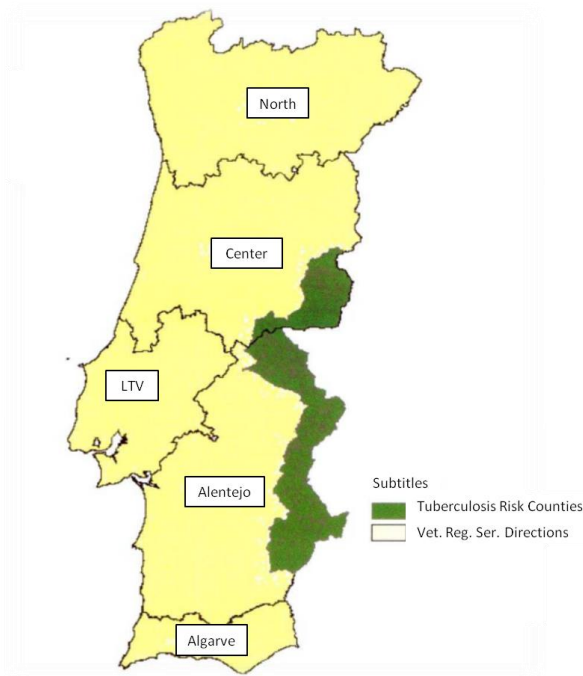 North
Center
LTV
Alentejo
Algarve
Subtitles
Tuberculosis Risk Counties
Vet. Reg. Ser. Directions